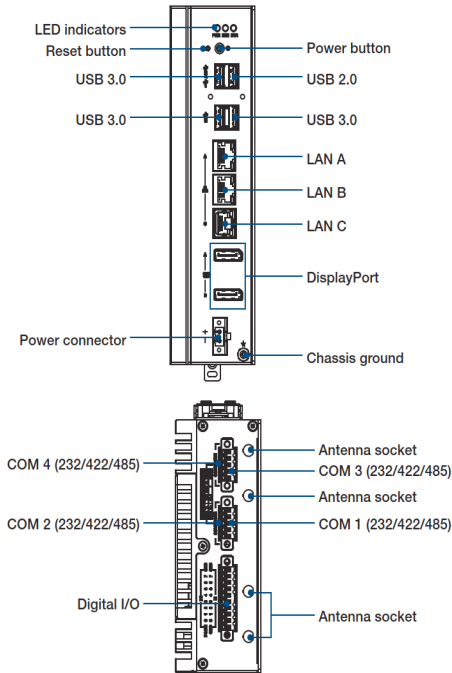 LED indicators
Reset button
Power button
USB 3.0
USB 2.0
USB 3.0
USB 3.0
LAN A
LAN B
LAN C
DisplayPort
Power connector
Chassis ground
Antenna socket
COM 4 (232/422/485)
COM 3 (232/422/485)
Antenna socket
COM 2 (232/422/485)
COM 1 (232/422/485)
Digital I/O
Antenna socket